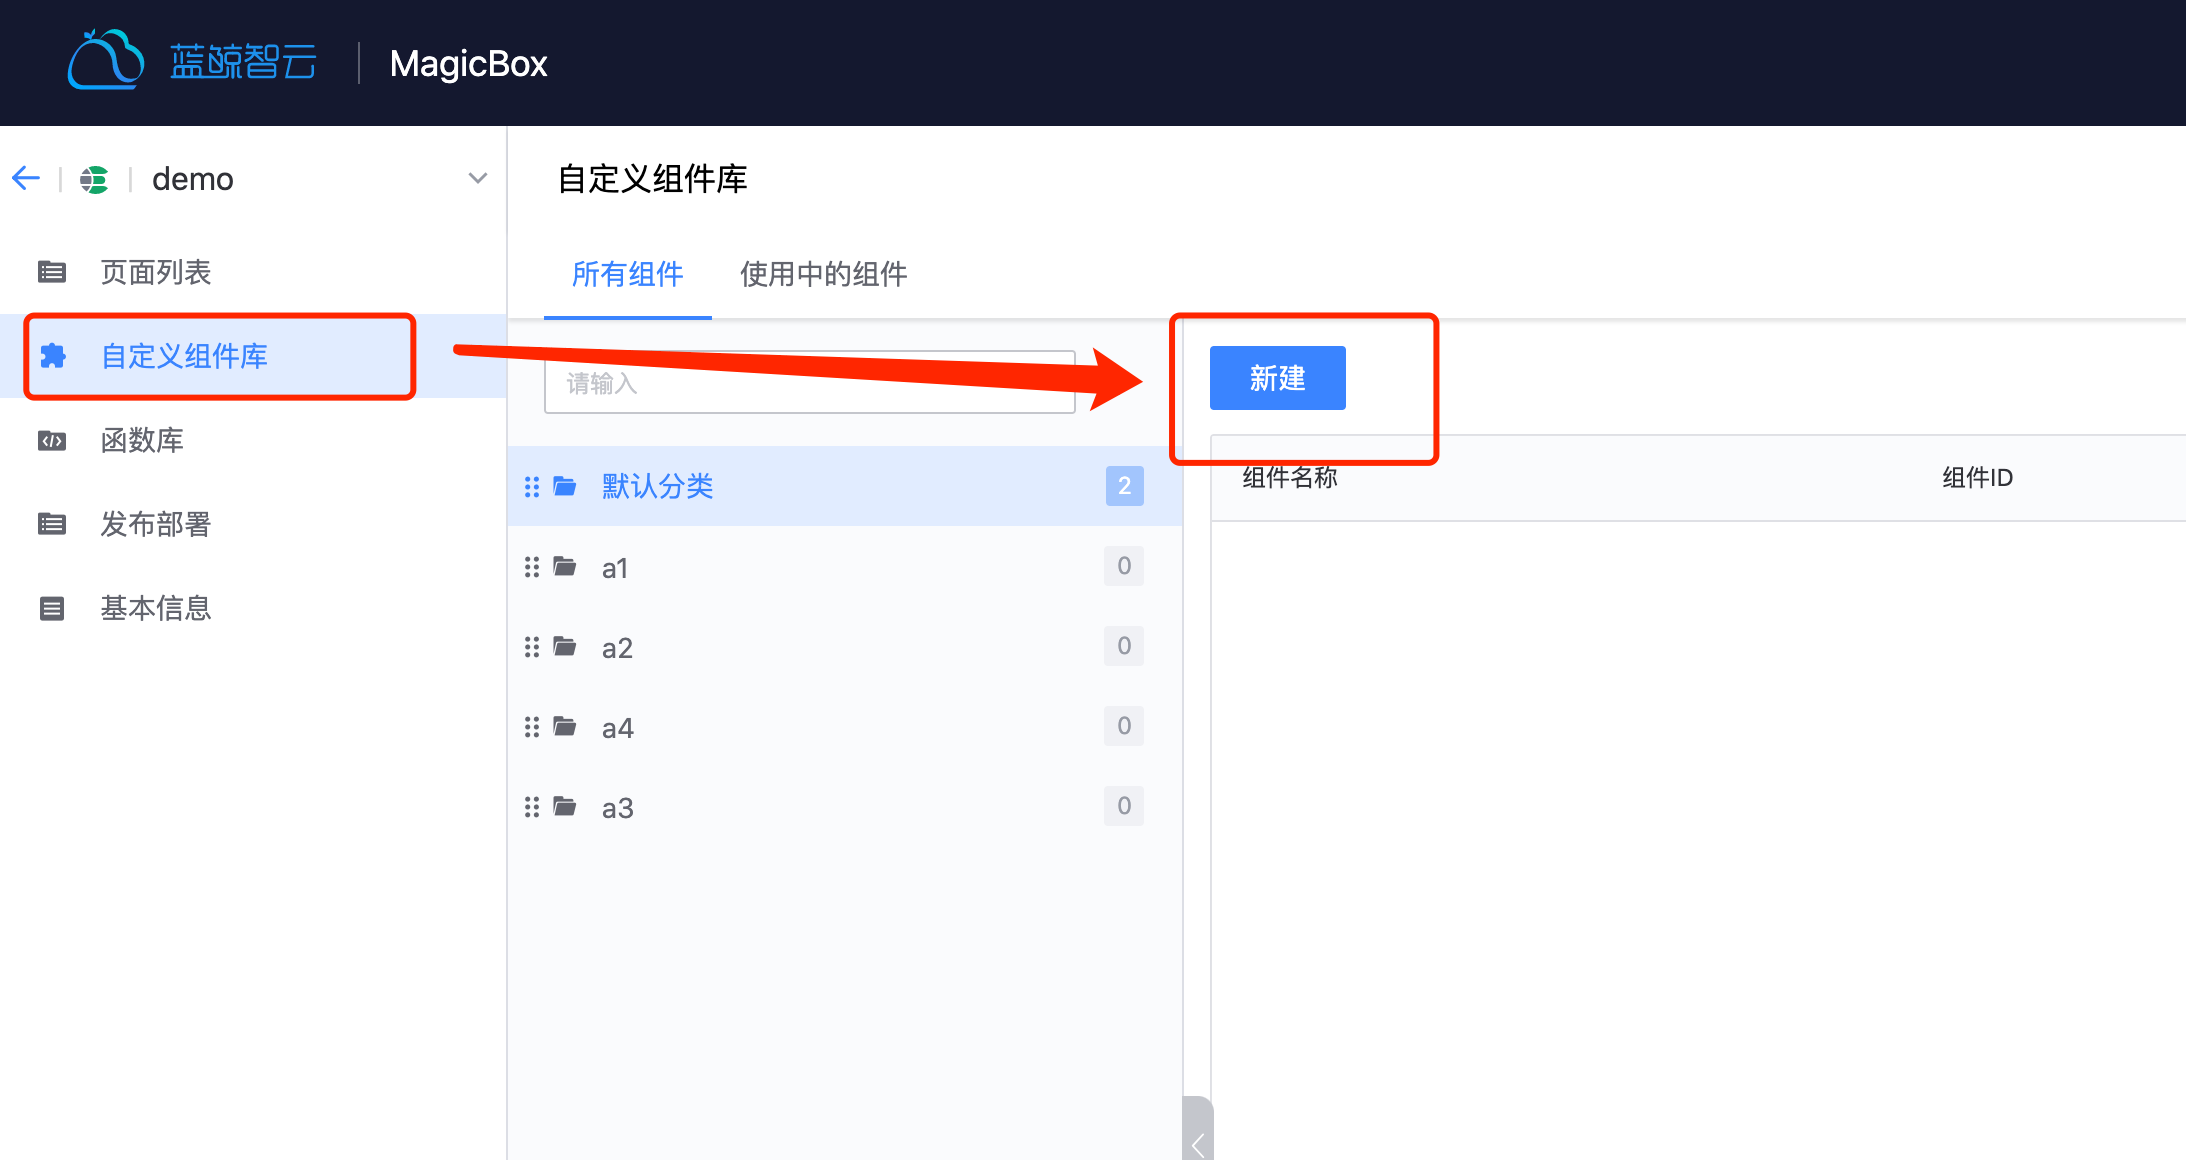 蓝鲸智云 MagicBox
demo
页面列表
自定义组件库
函数库
发布部署
基本信息
自定义组件库
所有组件 使用中的组件
请输入
默认分类 2
a1 0
a2 0
a4 0
a3 0
新建
组件名称 组件ID